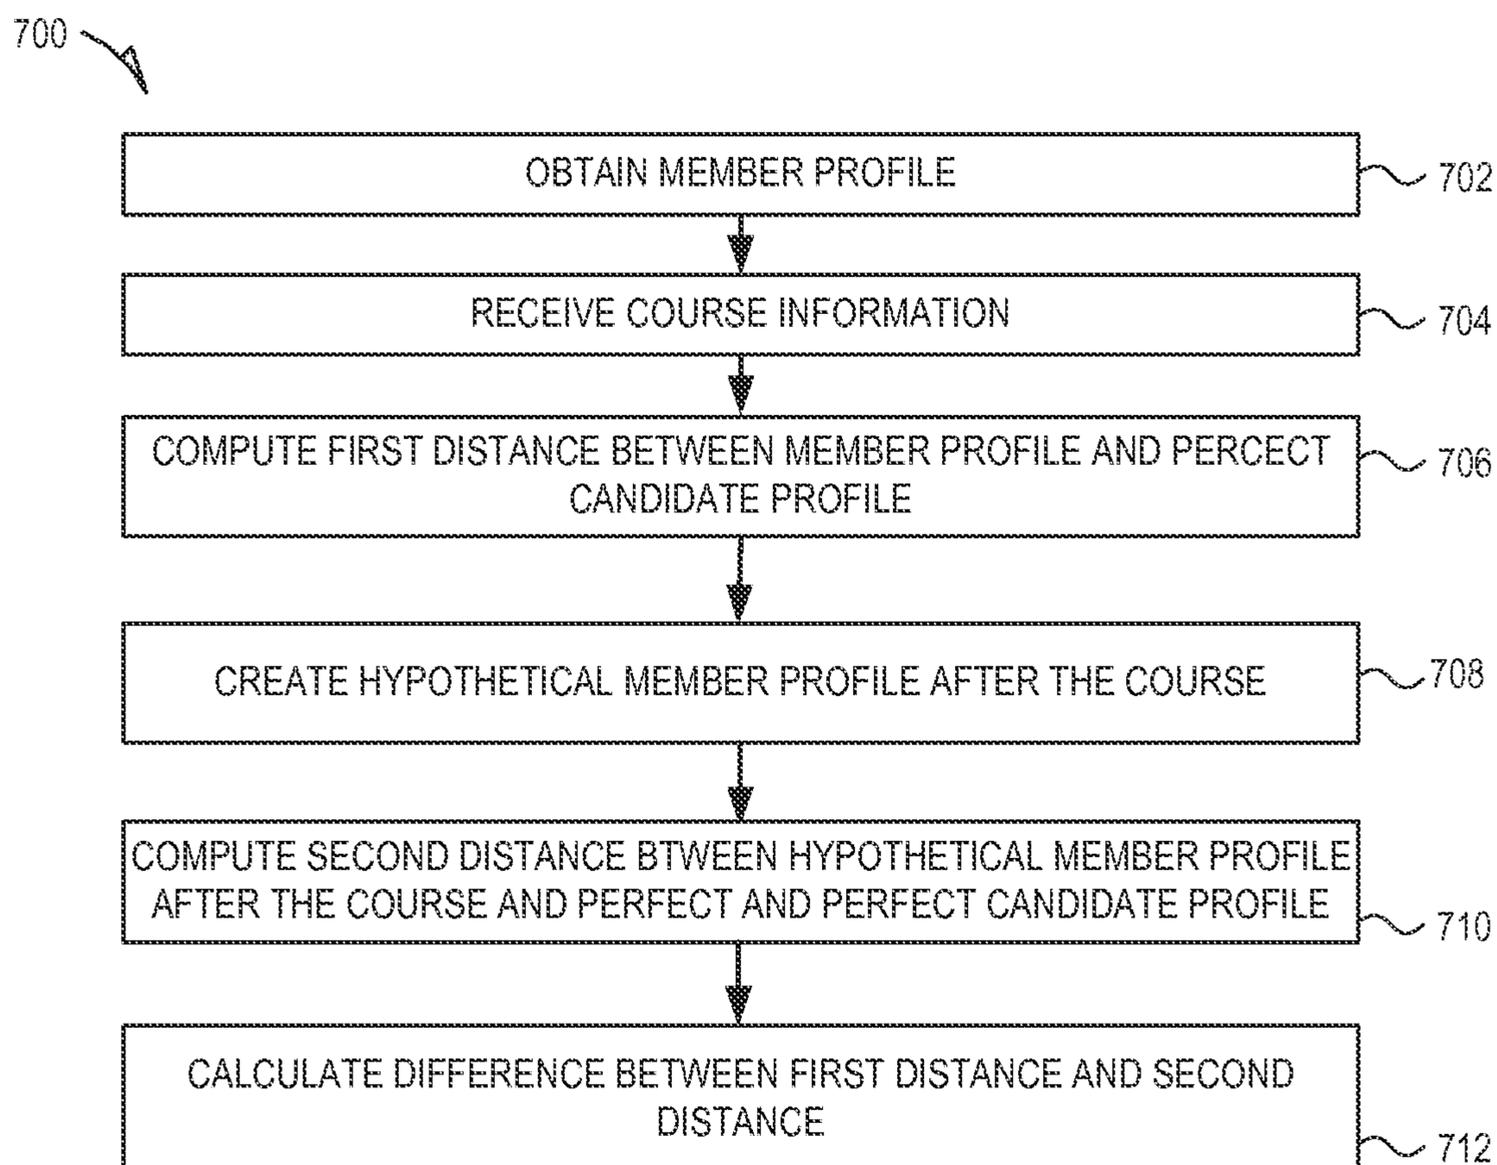 700
OBTAIN MEMBER PROFILE
702
RECEIVE COURSE INFORMATION
704
COMPUTE FIRST DISTANCE BETWEEN MEMBER PROFILE AND PERCECT
CANDIDATE PROFILE
706
CREATE HYPOTHETICAL MEMBER PROFILE AFTER THE COURSE
708
COMPUTE SECOND DISTANCE BTWEEN HYPOTHETICAL MEMBER PROFILE
AFTER THE COURSE AND PERFECT AND PERFECT CANDIDATE PROFILE
710
CALCULATE DIFFERENCE BETWEEN FIRST DISTANCE AND SECOND
DISTANCE
712